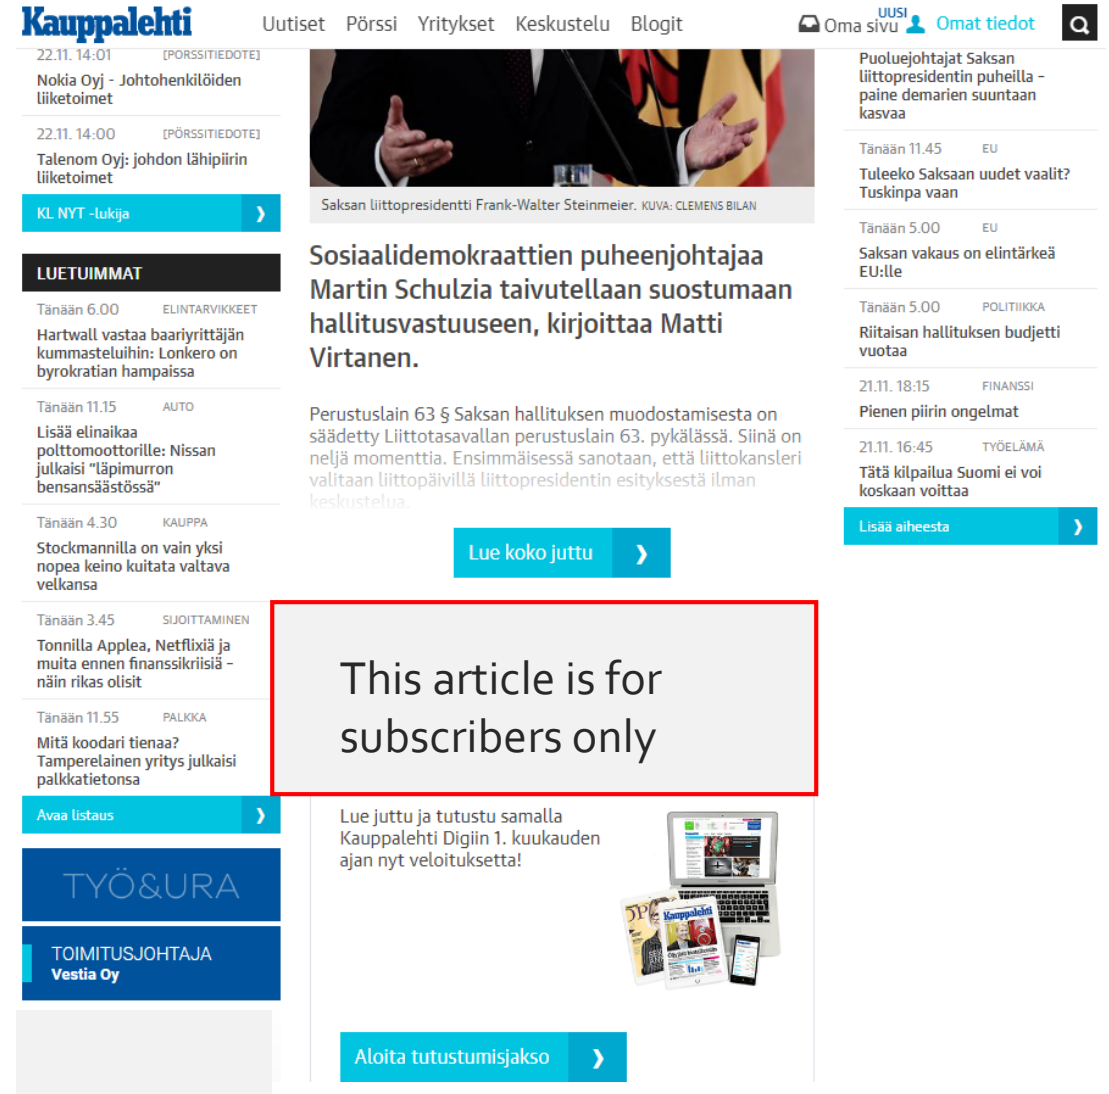 Kauppalehti
Uutiset Pörssi Yritykset Keskustelu Blogit
Oma sivu UUSI Omat tiedot
22.11. 14:01 [PÖRSSITIEDOTE]
Nokia Oyj - Johtohenkilöiden
liiketoimet
22.11. 14:00 [PÖRSSITIEDOTE]
Talenom Oyj: johdon lähipiirin
liiketoimet
KL NYT -lukija
LUETUIMMAT
Tänään 6.00 ELINTARVIKKEET
Hartwall vastaa baariyrittäjän
kummasteluihin: Lonkero on
byrokratian hampaissa
Tänään 11.15 AUTO
Lisää elinaikaa
polttomoottorille: Nissan
julkaisi "läpimurron
bensansäästössä"
Tänään 4.30 KAUPPA
Stockmannilla on vain yksi
nopea keino kuitata valtava
velkansa
Tänään 3.45 SIJOITTAMINEN
Tonnilla Applea, Netflixiä ja
muita ennen finanssikriisiä –
näin rikas olisit
Tänään 11.55 PALKKA
Mitä koodari tienaa?
Tamperelainen yritys julkaisi
palkkatietonsa
Avaa listaus
TYÖ&URA
TOIMITUSJOHTAJA
Vestia Oy
Saksan liittopresidentti Frank-Walter Steinmeier. KUVA: CLEMENS BILAN
Sosiaalidemokraattien puheenjohtajaa
Martin Schulzia taivutellaan suostumaan
hallitusvastuuseen, kirjoittaa Matti
Virtanen.
Perustuslain 63 § Saksan hallituksen muodostamisesta on
säädetty Liittotasavallan perustuslain 63. pykälässä. Siinä on
neljä momenttia. Ensimmäisessä sanotaan, että liittokansleri
valitaan liittopäivillä liittopresidentin esityksestä ilman
keskustelua.
Lue koko juttu
This article is for
subscribers only
Lue juttu ja tutustu samalla
Kauppalehti Digiin 1. kuukauden
ajan nyt veloituksetta!
Kauppalehti
Aloita tutustumisjakso
Puoluejohtajat Saksan
liittopresidentin puheilla –
paine demarien suuntaan
kasvaa
Tänään 11.45 EU
Tuleeko Saksaan uudet vaalit?
Tuskinpa vaan
Tänään 5.00 EU
Saksan vakaus on elintärkeä
EU:lle
Tänään 5.00 POLITIIKKA
Riitaisan hallituksen budjetti
vuotaa
21.11. 18:15 FINANSSI
Pienen piirin ongelmat
21.11. 16:45 TYÖELÄMÄ
Tätä kilpailua Suomi ei voi
koskaan voittaa
Lisää aiheesta